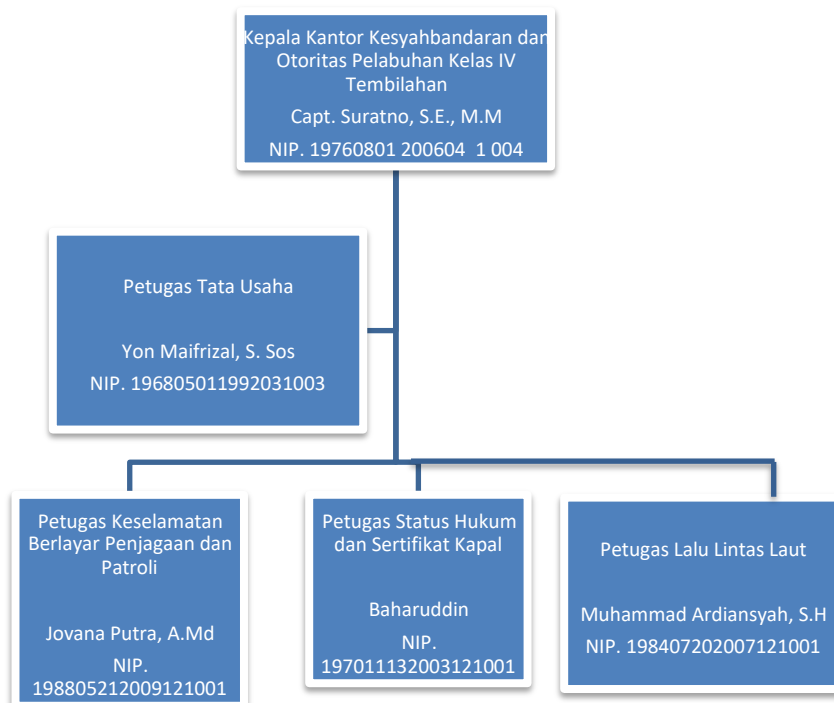 Kepala Kantor Kesyahbandaran dan
Otoritas Pelabuhan Kelas IV
Tembilahan
Capt. Suratno, S.E., M.M
NIP. 19760801 200604 1 004
Petugas Tata Usaha
Yon Maifrizal, S. Sos
NIP. 196805011992031003
Petugas Keselamatan
Berlayar Penjagaan dan
Patroli
Jovana Putra, A.Md
NIP.
198805212009121001
Petugas Status Hukum
dan Sertifikat Kapal
Baharuddin
NIP.
197011132003121001
Petugas Lalu Lintas Laut
Muhammad Ardiansyah, S.H
NIP. 198407202007121001